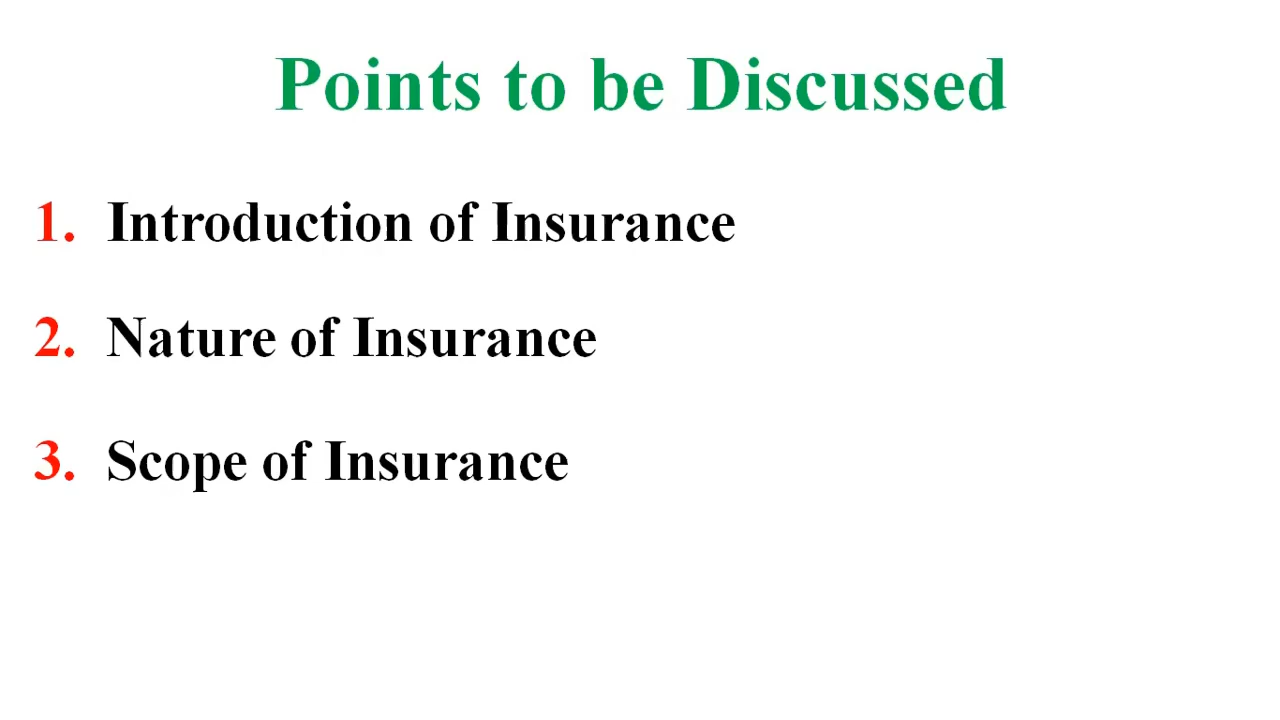 Points to be Discussed
1. Introduction of Insurance
2. Nature of Insurance
3. Scope of Insurance